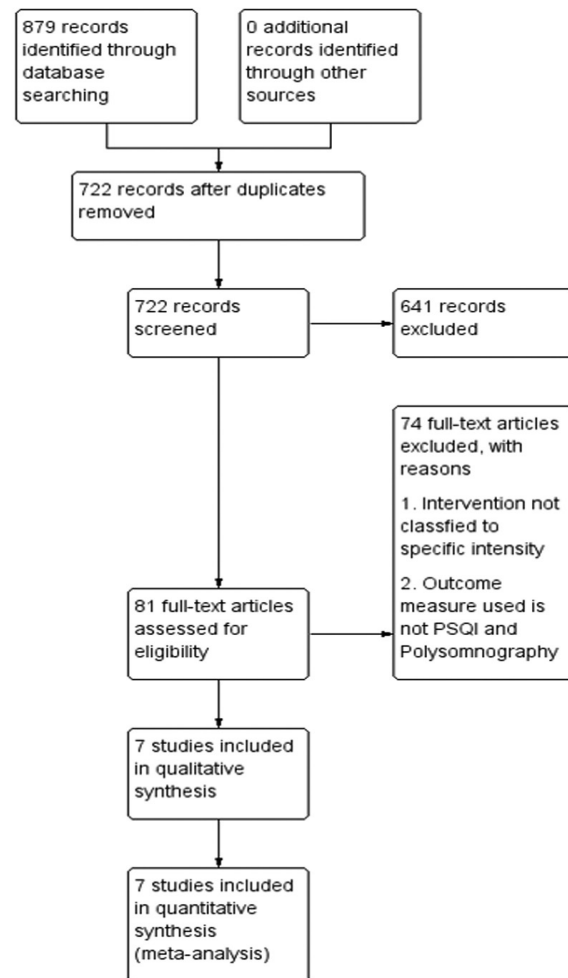 879 records
identified through
database
searching
0 additional
records identified
through other
sources
722 records after duplicates
removed
722 records
screened
641 records
excluded
74 full-text articles
excluded, with
reasons
1. Intervention not
classfied to
specific intensity
2. Outcome
measure used is
not PSQI and
Polysomnography
81 full-text articles
assessed for
eligibility
7 studies included
in qualitative
synthesis
7 studies included
in quantitative
synthesis
(meta-analysis)